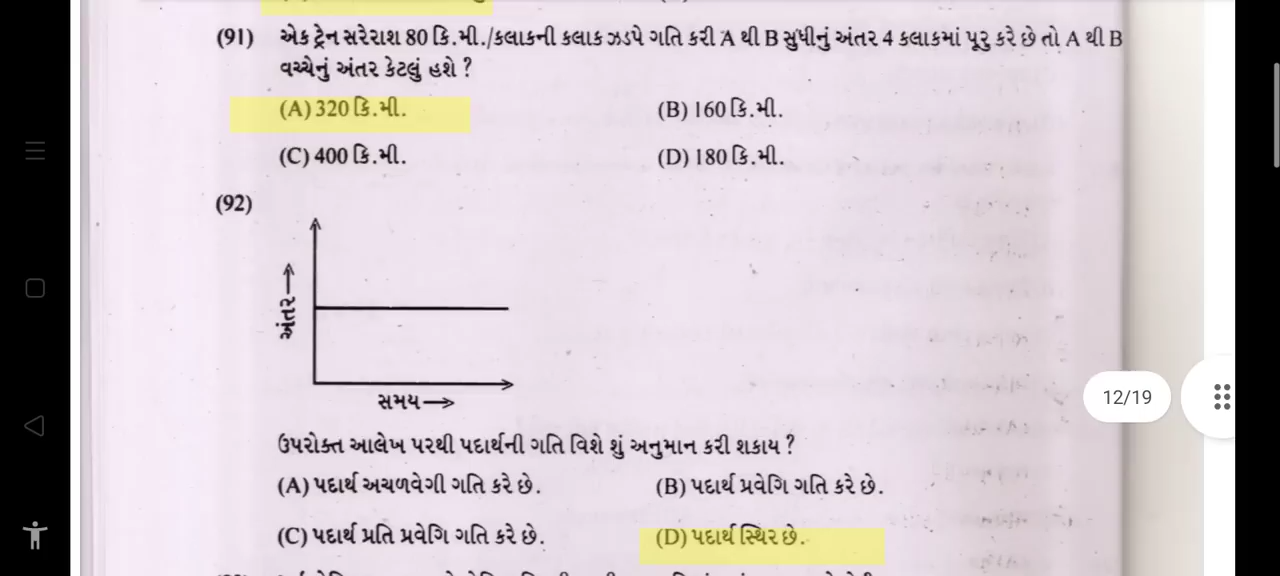 (91) એક ટ્રેન સરેરાશ 80 કિ.મી./કલાકની કલાક ઝડપે ગતિ કરી A થી B સુધીનું અંતર 4 કલાકમાં પૂરુ કરે છે તો A થી B
વચ્ચેનું અંતર કેટલું હશે ?
(A) 320 કિ.મી. (B) 160 કિ.મી.
(C) 400 કિ.મી. (D) 180 કિ.મી.
(92)
અંતર
સમય
12/19
ઉપરોક્ત આલેખ પરથી પદાર્થની ગતિ વિશે શું અનુમાન કરી શકાય ?
(A) પદાર્થ અચળવેગી ગતિ કરે છે. (B) પદાર્થ પ્રવેગિ ગતિ કરે છે.
(C) પદાર્થ પ્રતિ પ્રવેગિ ગતિ કરે છે. (D) પદાર્થ સ્થિર છે.